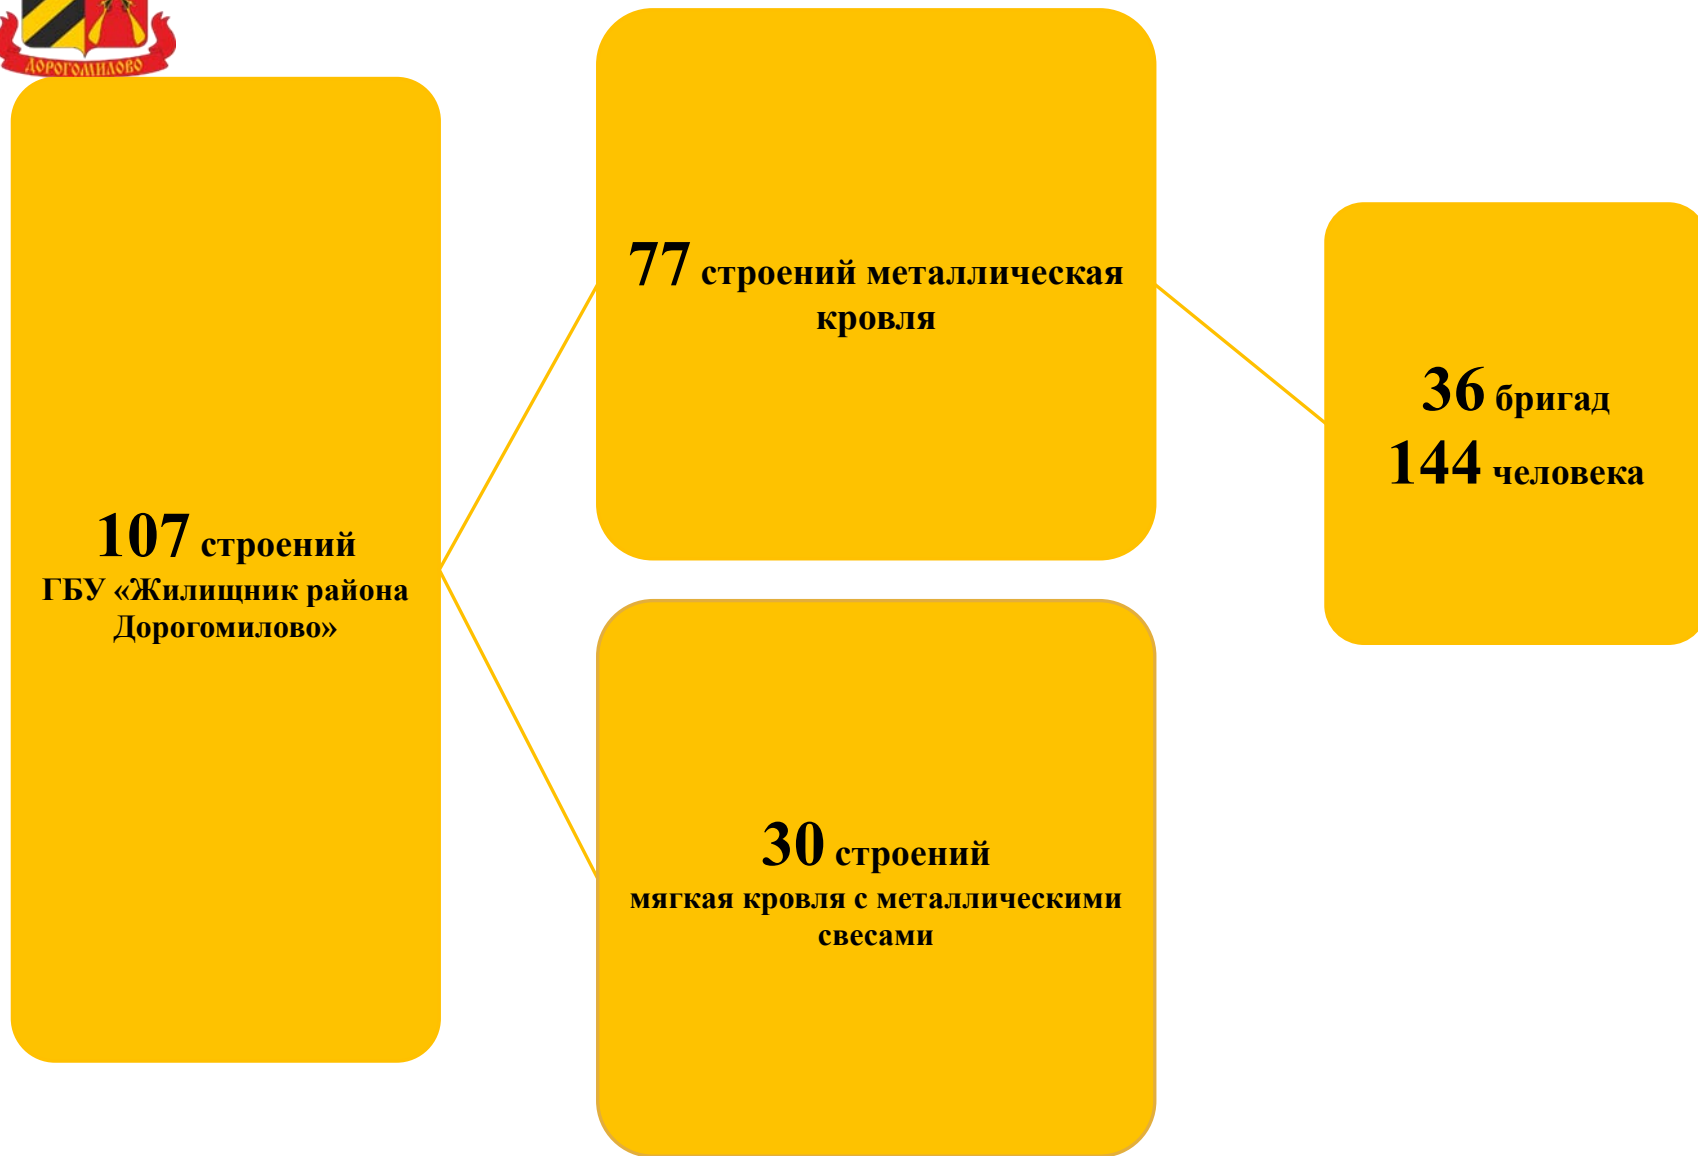 ДОРОГОМИЛОВО
107 строений
ГБУ «Жилищник района
Дорогомилово»
77 строений металлическая
кровля
30 строений
мягкая кровля с металлическими
свесами
36 бригад
144 человека